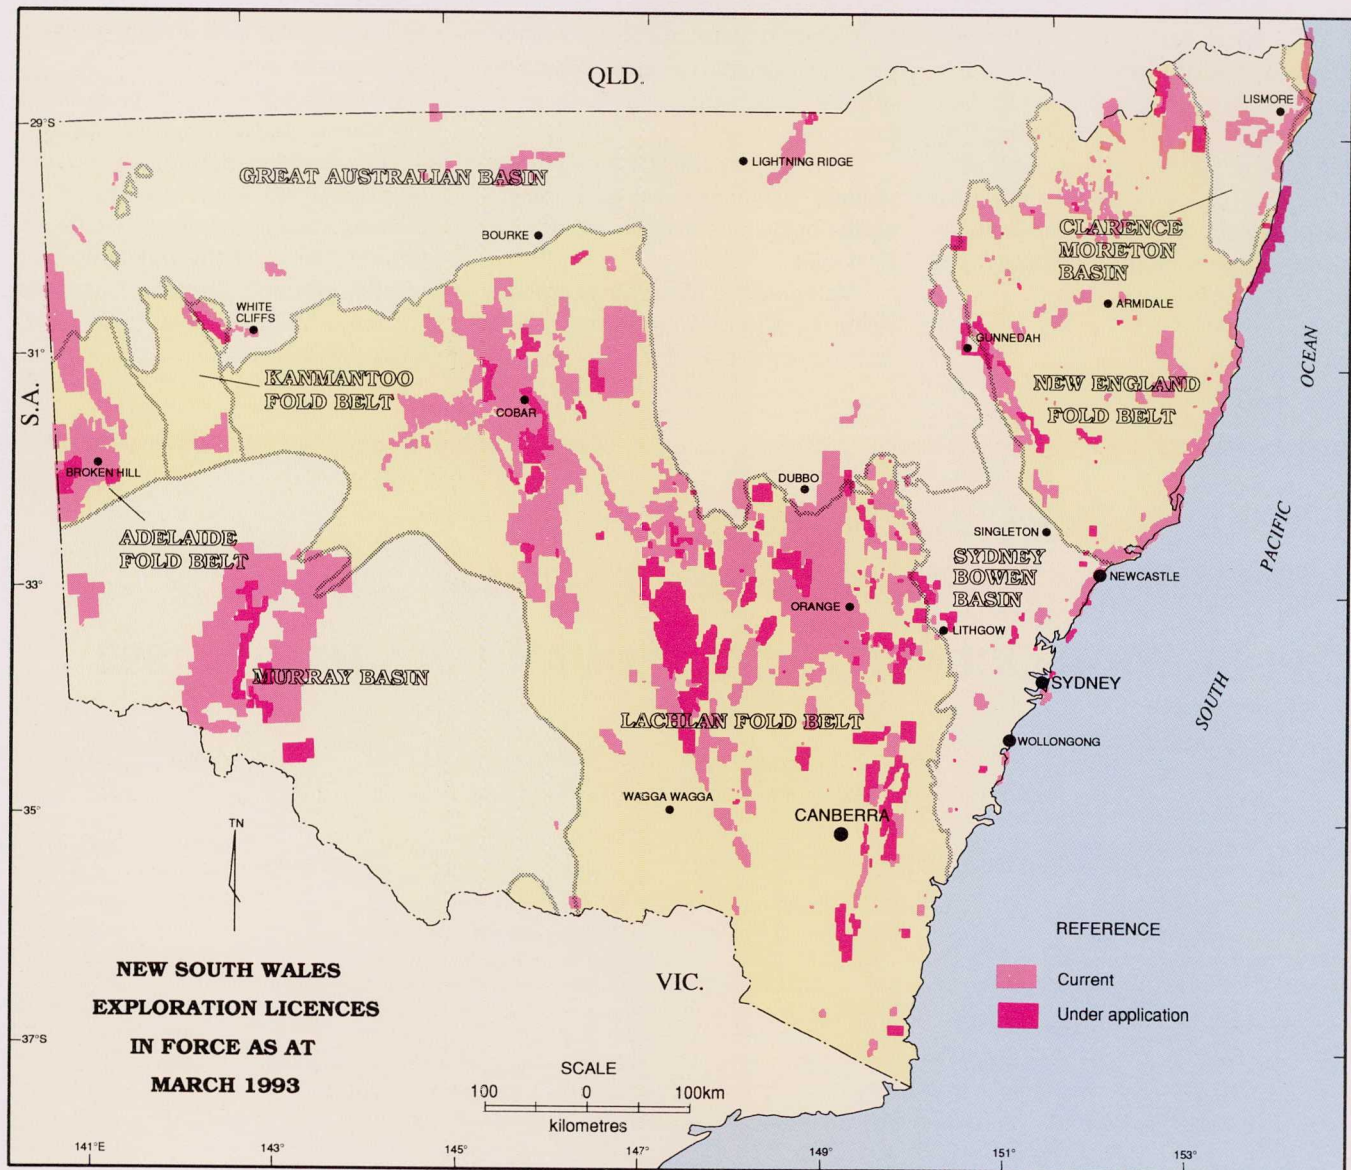 QLD.
29°S
LISMORE
LIGHTNING RIDGE
GREAT AUSTRALIAN BASIN
BOURKE
CLARENCE
MORETON
BASIN
WHITE
CLIFFS
ARMIDALE
GUNNEDAH
31°
S.A.
KANMANTOO
FOLD BELT
COBAR
NEW ENGLAND
FOLD BELT
OCEAN
BROKEN HILL
DUBBO
ADELAIDE
FOLD BELT
SINGLETON
SYDNEY
BOWEN
BASIN
PACIFIC
33°
NEWCASTLE
ORANGE
LITHGOW
MURRAY BASIN
SYDNEY
SOUTH
LACHLAN FOLD BELT
WOLLONGONG
WAGGA WAGGA
35°
CANBERRA
TN
REFERENCE
Current
Under application
VIC.
NEW SOUTH WALES
EXPLORATION LICENCES
IN FORCE AS AT
MARCH 1993
37°S
SCALE
100 0 100km
kilometres
141°E 143° 145° 147° 149° 151° 153°